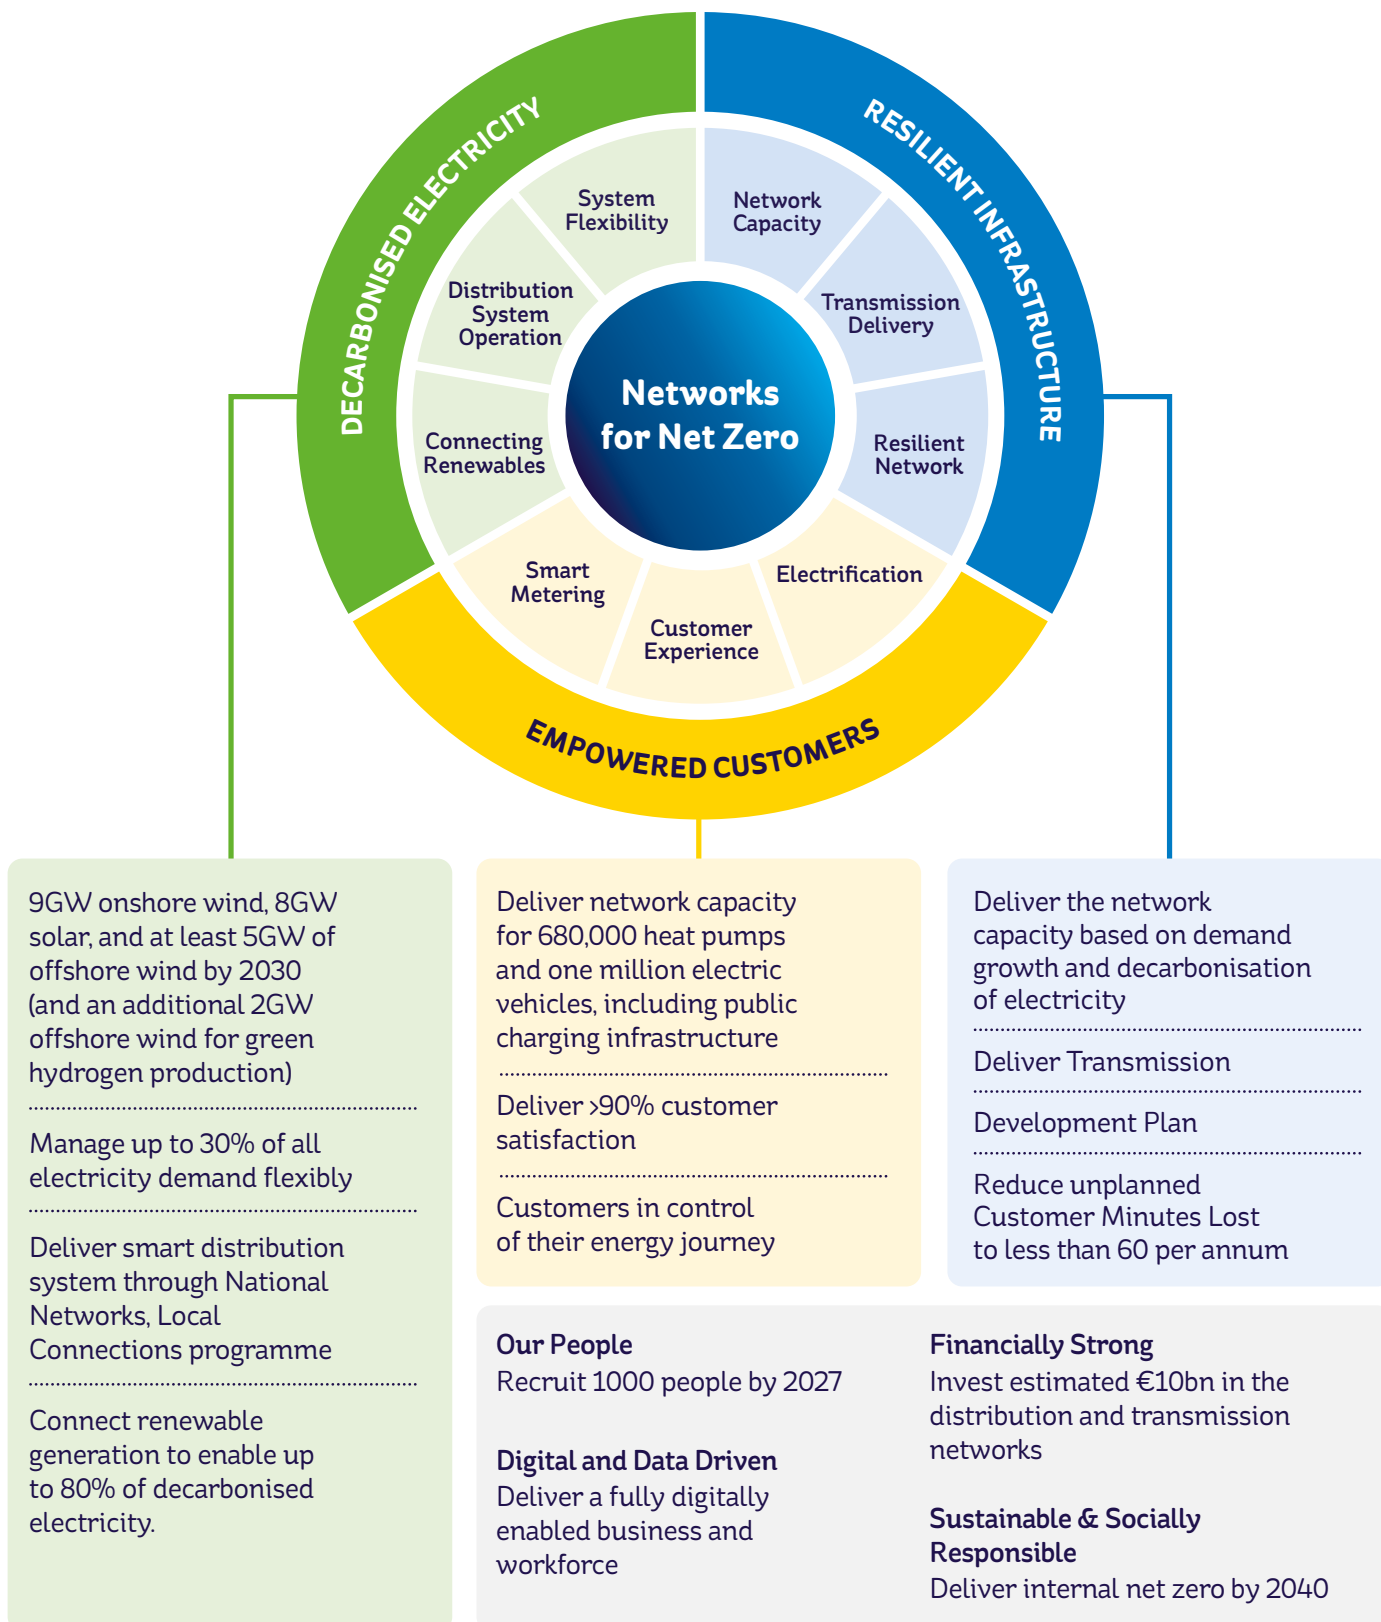 DECARBONISED ELECTRICITY
RESILIENT INFRASTRUCTURE
EMPOWERED CUSTOMERS
System
Flexibility
Network
Capacity
Distribution
System
Operation
Transmission
Delivery
Connecting
Renewables
Resilient
Network
Smart
Metering
Customer
Experience
Electrification
Networks
for Net Zero
9GW onshore wind, 8GW
solar, and at least 5GW of
offshore wind by 2030
(and an additional 2GW
offshore wind for green
hydrogen production)
Manage up to 30% of all
electricity demand flexibly
Deliver smart distribution
system through National
Networks, Local
Connections programme
Connect renewable
generation to enable up
to 80% of decarbonised
electricity.
Deliver network capacity
for 680,000 heat pumps
and one million electric
vehicles, including public
charging infrastructure
Deliver >90% customer
satisfaction
Customers in control
of their energy journey
Deliver the network
capacity based on demand
growth and decarbonisation
of electricity
Deliver Transmission
Development Plan
Reduce unplanned
Customer Minutes Lost
to less than 60 per annum
Our People
Recruit 1000 people by 2027
Digital and Data Driven
Deliver a fully digitally
enabled business and
workforce
Financially Strong
Invest estimated €10bn in the
distribution and transmission
networks
Sustainable & Socially
Responsible
Deliver internal net zero by 2040